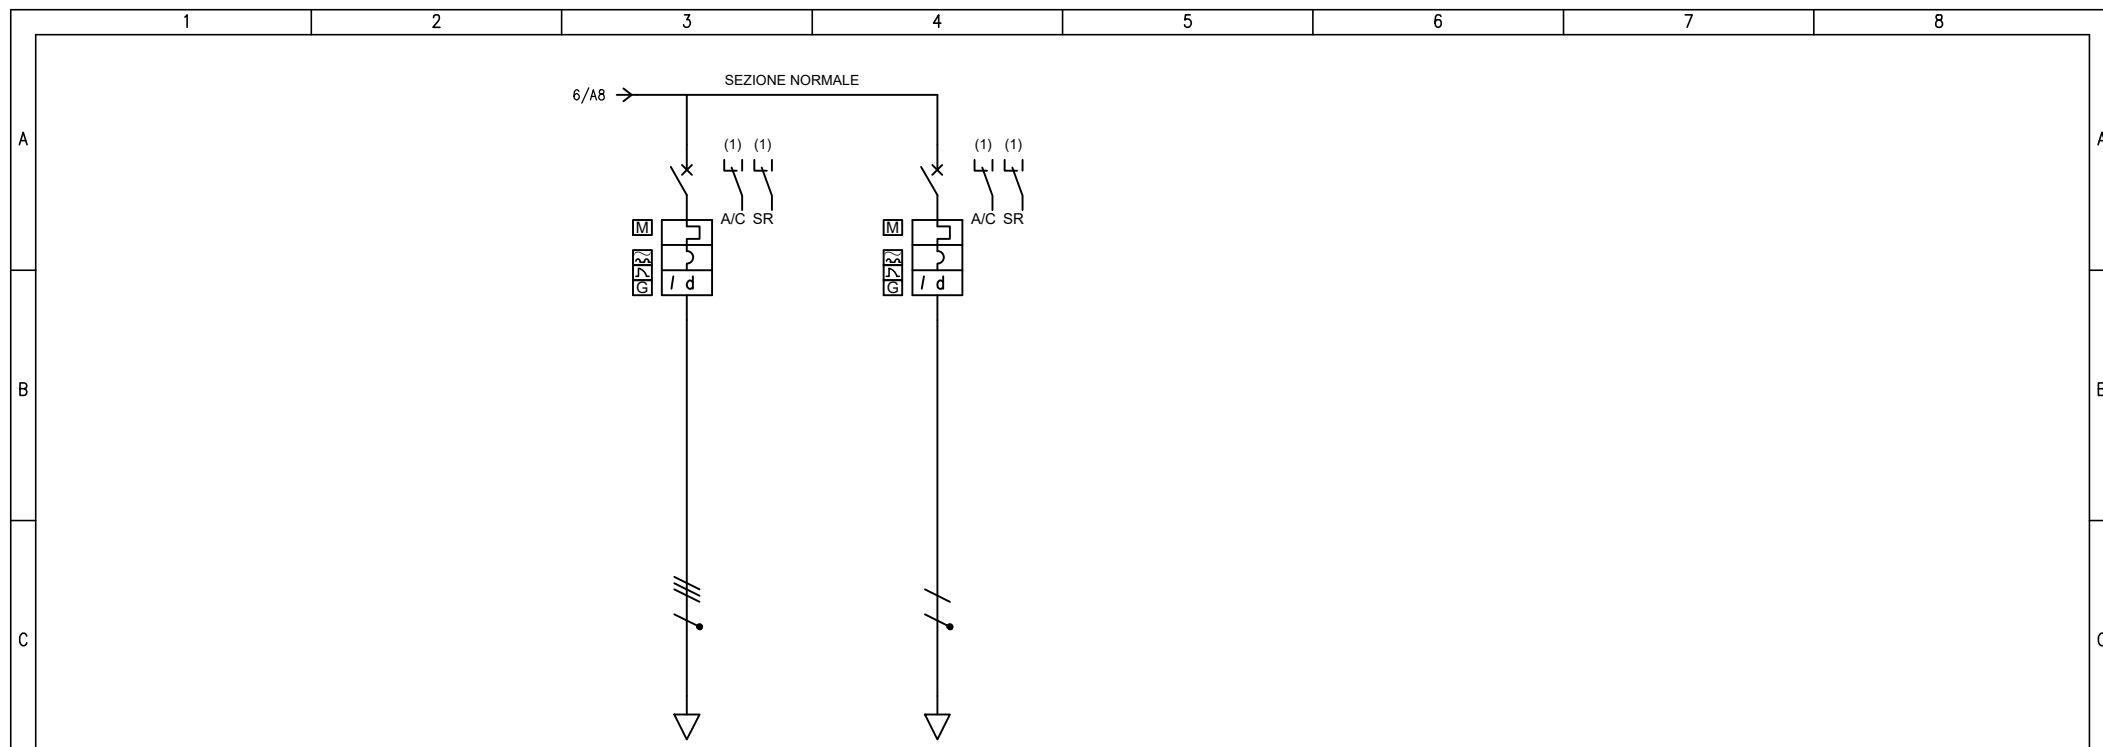 1 2 3 4 5 6 7 8
SEZIONE NORMALE
6/A8
A A
(1) (1) (1) (1)
A/C SR A/C SR
M M
G I d G I d
B B
C C